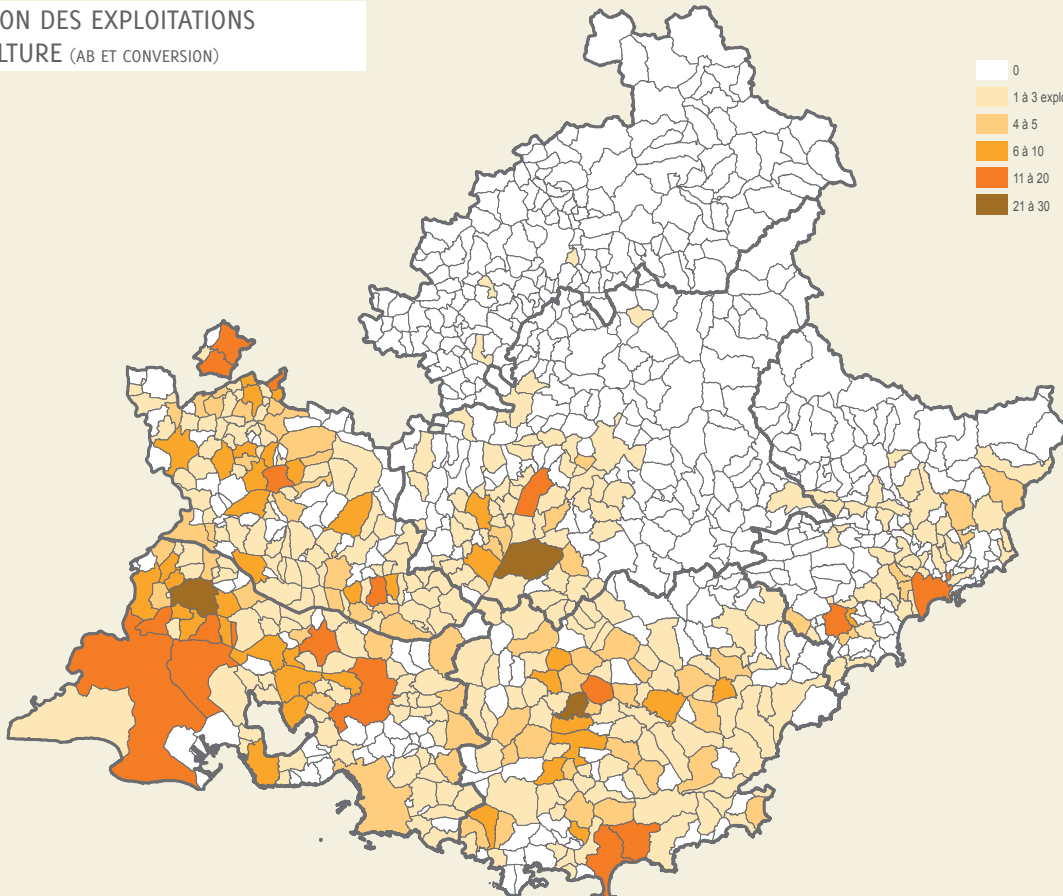 ON DES EXPLOITATIONS
LTURE (AB ET CONVERSION)
0
1 à 3 explo
4 à 5
6 à 10
11 à 20
21 à 30